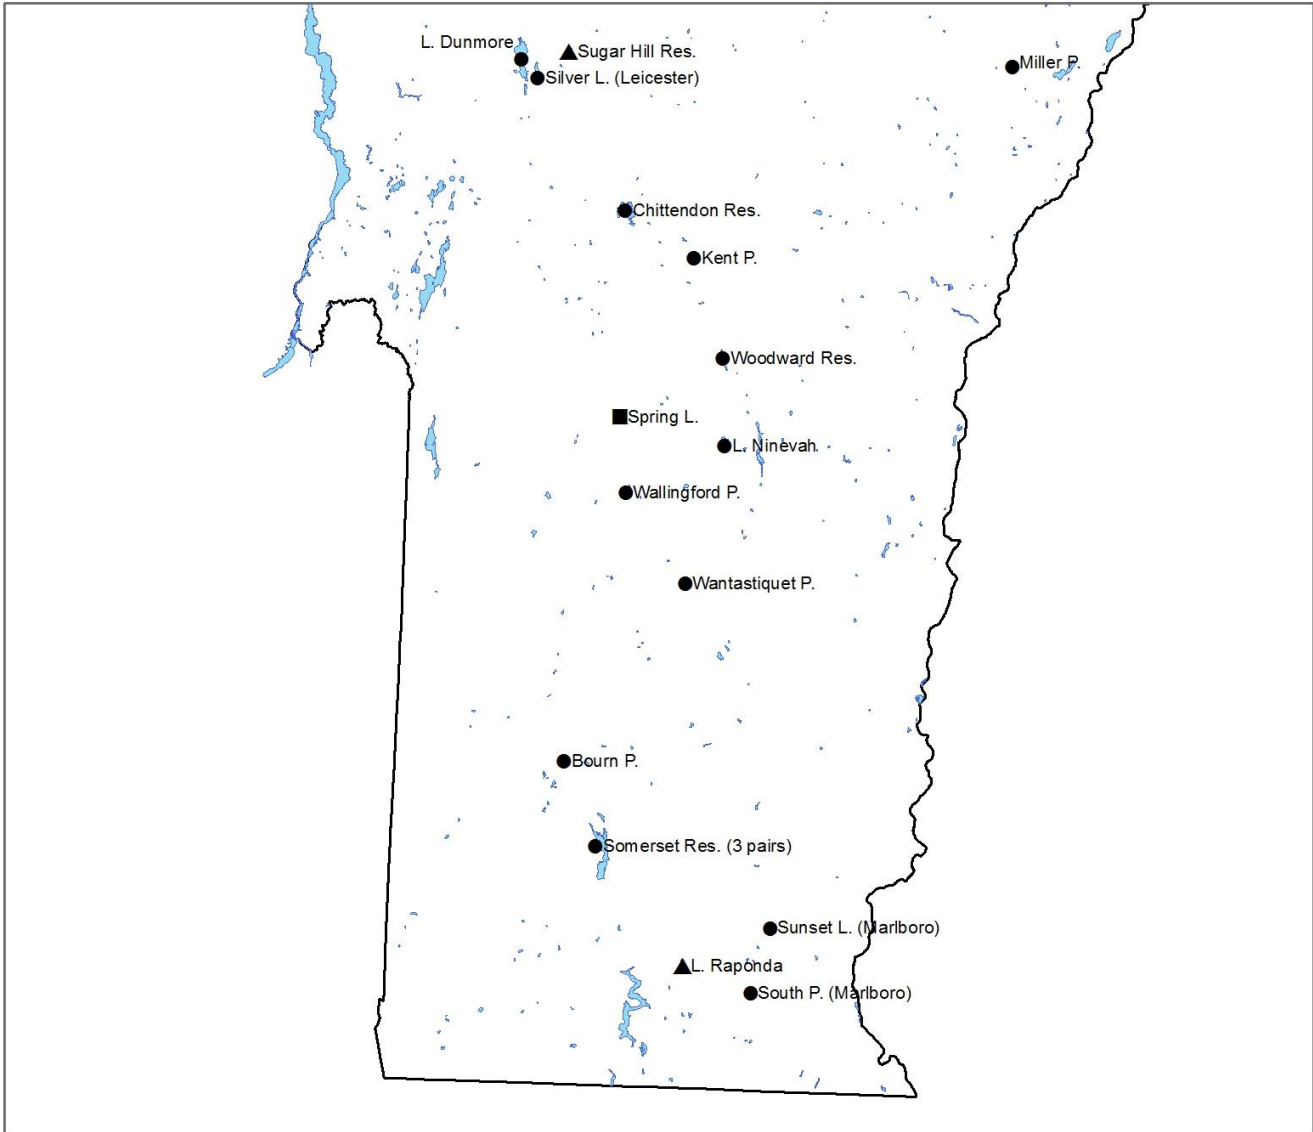 L. Dunmore
Sugar Hill Res.
Silver L. (Leicester)
Miller P.
Chittendon Res.
Kent P.
Woodward Res.
Spring L.
L. Ninevah
Wallingford P.
Wantastiquet P.
Bourn P.
Somerset Res. (3 pairs)
Sunset L. (Marlboro)
L. Raponda
South P. (Marlboro)